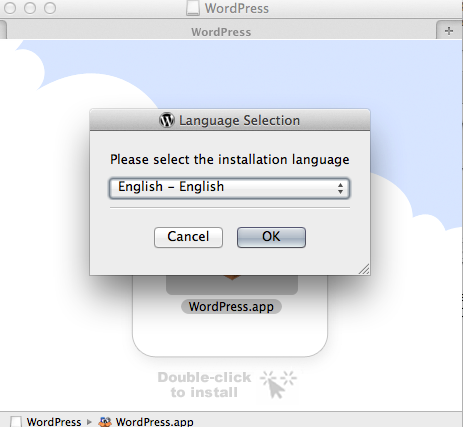 WordPress
WordPress
Language Selection
Please select the installation language
English – English
Cancel
OK
WordPress.app
Double-click
to install
WordPress
WordPress.app